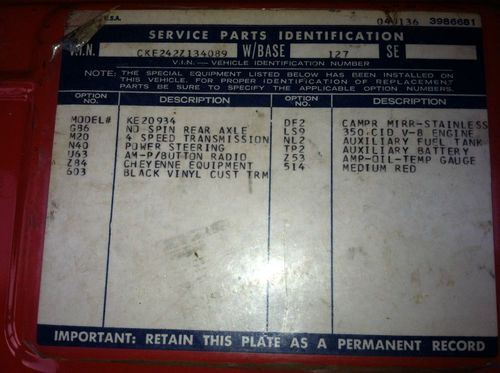 U.S.A. 04 136 3986681
SERVICE PARTS IDENTIFICATION
V.I.N. CKE242Z134089 W/BASE 127 SE
V.I.N.— VEHICLE IDENTIFICATION NUMBER
NOTE: THE SPECIAL EQUIPMENT LISTED BELOW HAS BEEN INSTALLED ON
THIS VEHICLE. FOR PROPER IDENTIFICATION OF REPLACEMENT
PARTS BE SURE TO SPECIFY THE APPLICABLE OPTION NUMBERS.
OPTION NO. DESCRIPTION OPTION NO. DESCRIPTION
MODEL# KE20934
G86 NO SPIN REAR AXLE
M20 4 SPEED TRANSMISSION
N40 POWER STEERING
U63 AM-P/BUTTON RADIO
Z84 CHEYENNE EQUIPMENT
603 BLACK VINYL CUST TRM
DF2 CAMPR MIRR-STAINLESS
LS9 350.CID V-8 ENGINE
NL2 AUXILIARY FUEL TANK
TP2 AUXILIARY BATTERY
Z53 AMP-OIL-TEMP GAUGE
514 MEDIUM RED
IMPORTANT: RETAIN THIS PLATE AS A PERMANENT RECORD